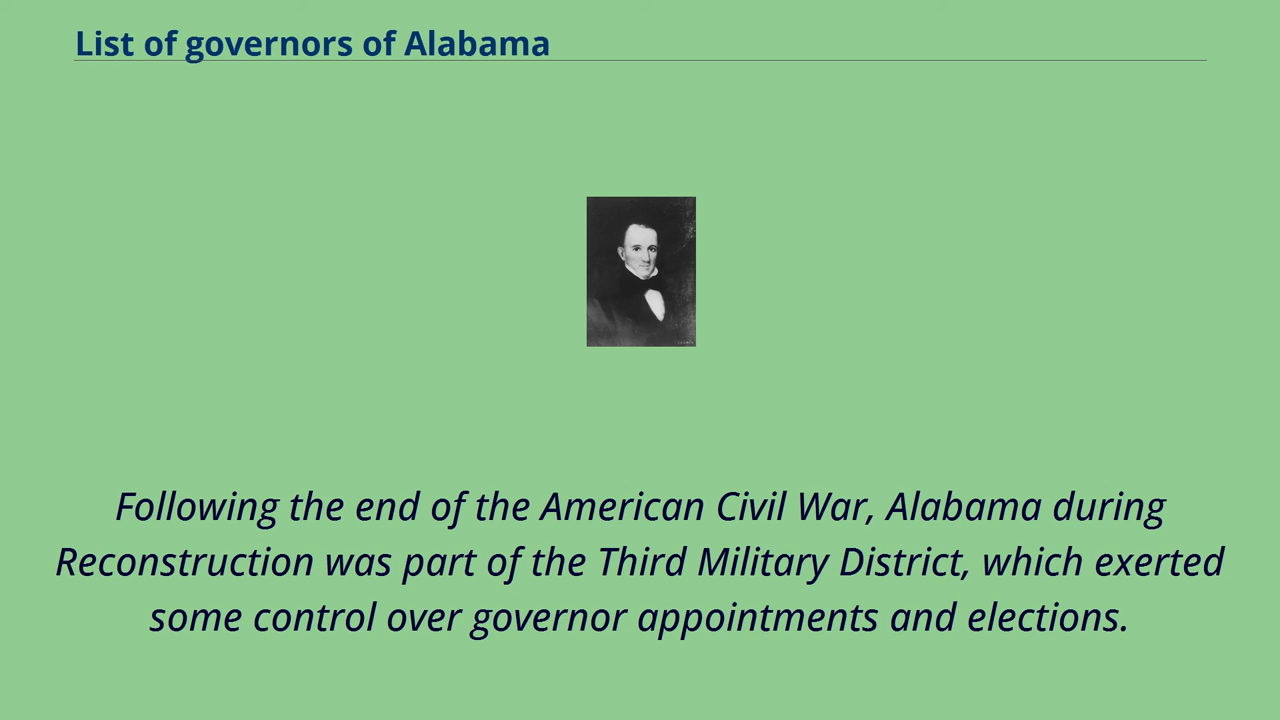 List of governors of Alabama
Following the end of the American Civil War, Alabama during
Reconstruction was part of the Third Military District, which exerted
some control over governor appointments and elections.